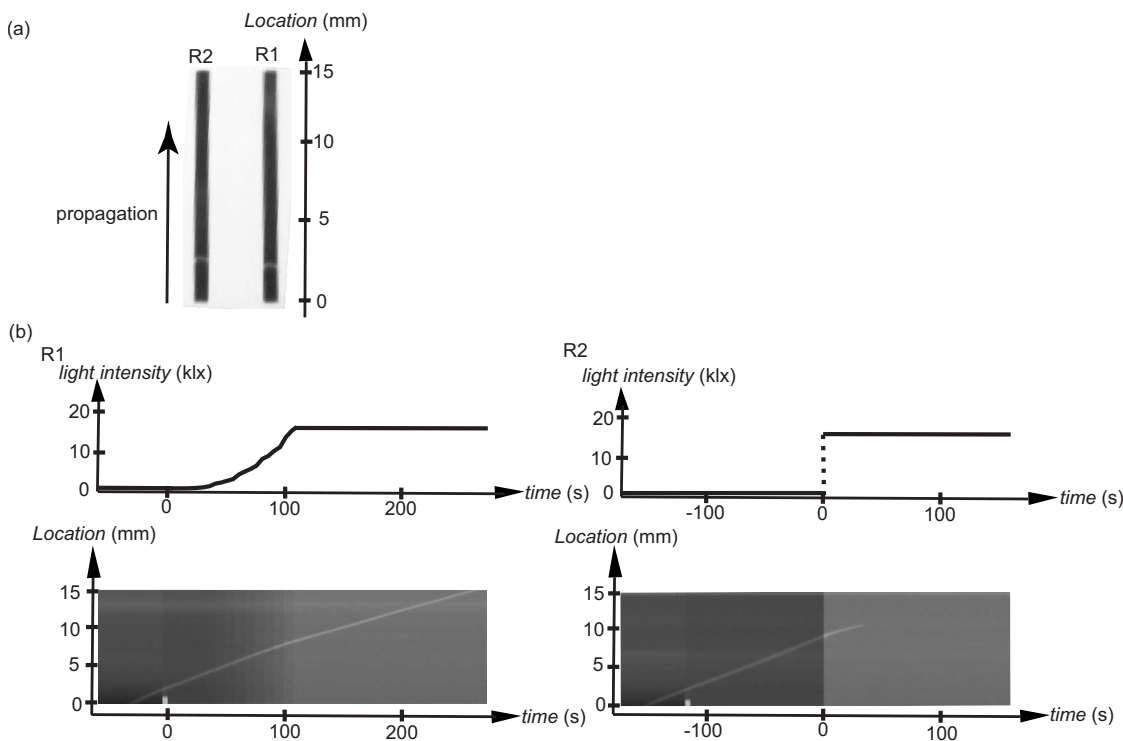 (a)
Location (mm)
R2 R1
15
10
propagation
5
0
(b)
R1
light intensity (klx)
20
10
0
0 100 200
time (s)
Location (mm)
15
10
5
0
0 100 200
time (s)
R2
light intensity (klx)
20
10
0
-100 0 100
time (s)
Location (mm)
15
10
5
0
-100 0 100
time (s)